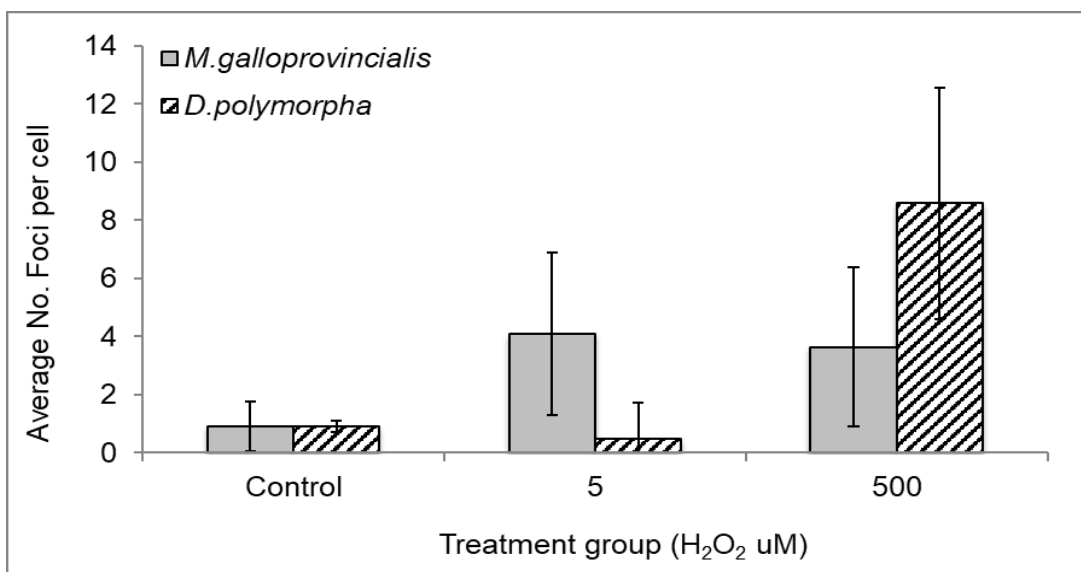 14
12
10
8
6
4
2
0
M.galloprovincialis
D.polymorpha
Average No. Foci per cell
Control
5
500
Treatment group (H₂O₂ uM)